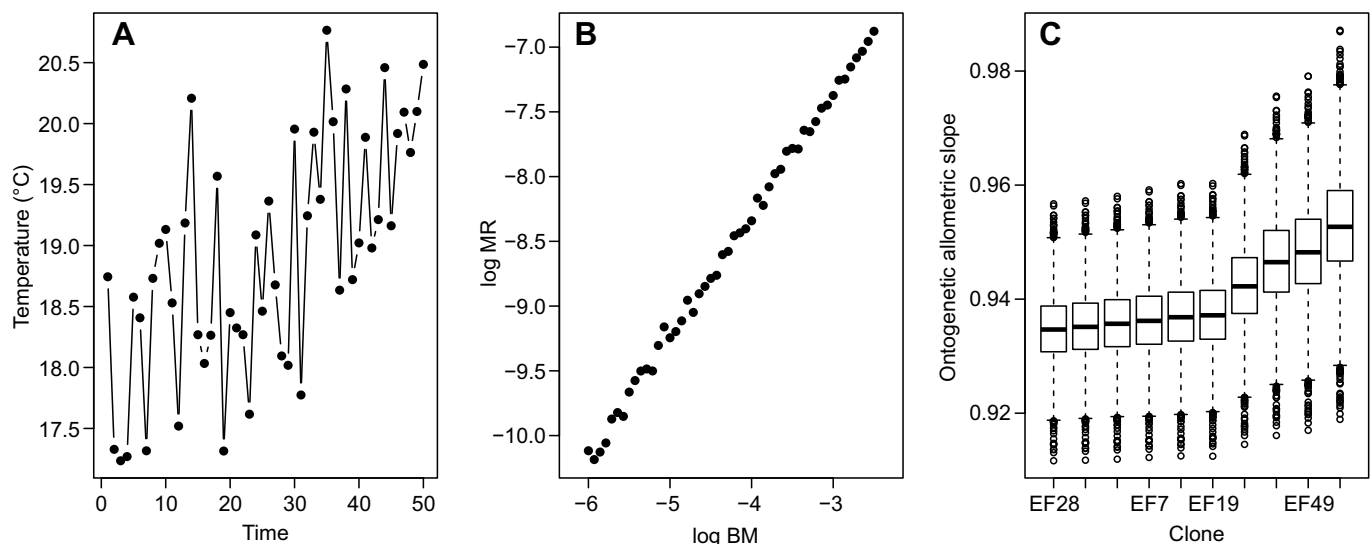 A
Temperature (°C)
20.5
20.0
19.5
19.0
18.5
18.0
17.5
0 10 20 30 40 50
Time
B
log MR
−7.0
−7.5
−8.0
−8.5
−9.0
−9.5
−10.0
−6 −5 −4 −3
log BM
C
Ontogenetic allometric slope
0.98
0.96
0.94
0.92
EF28 EF7 EF19 EF49
Clone